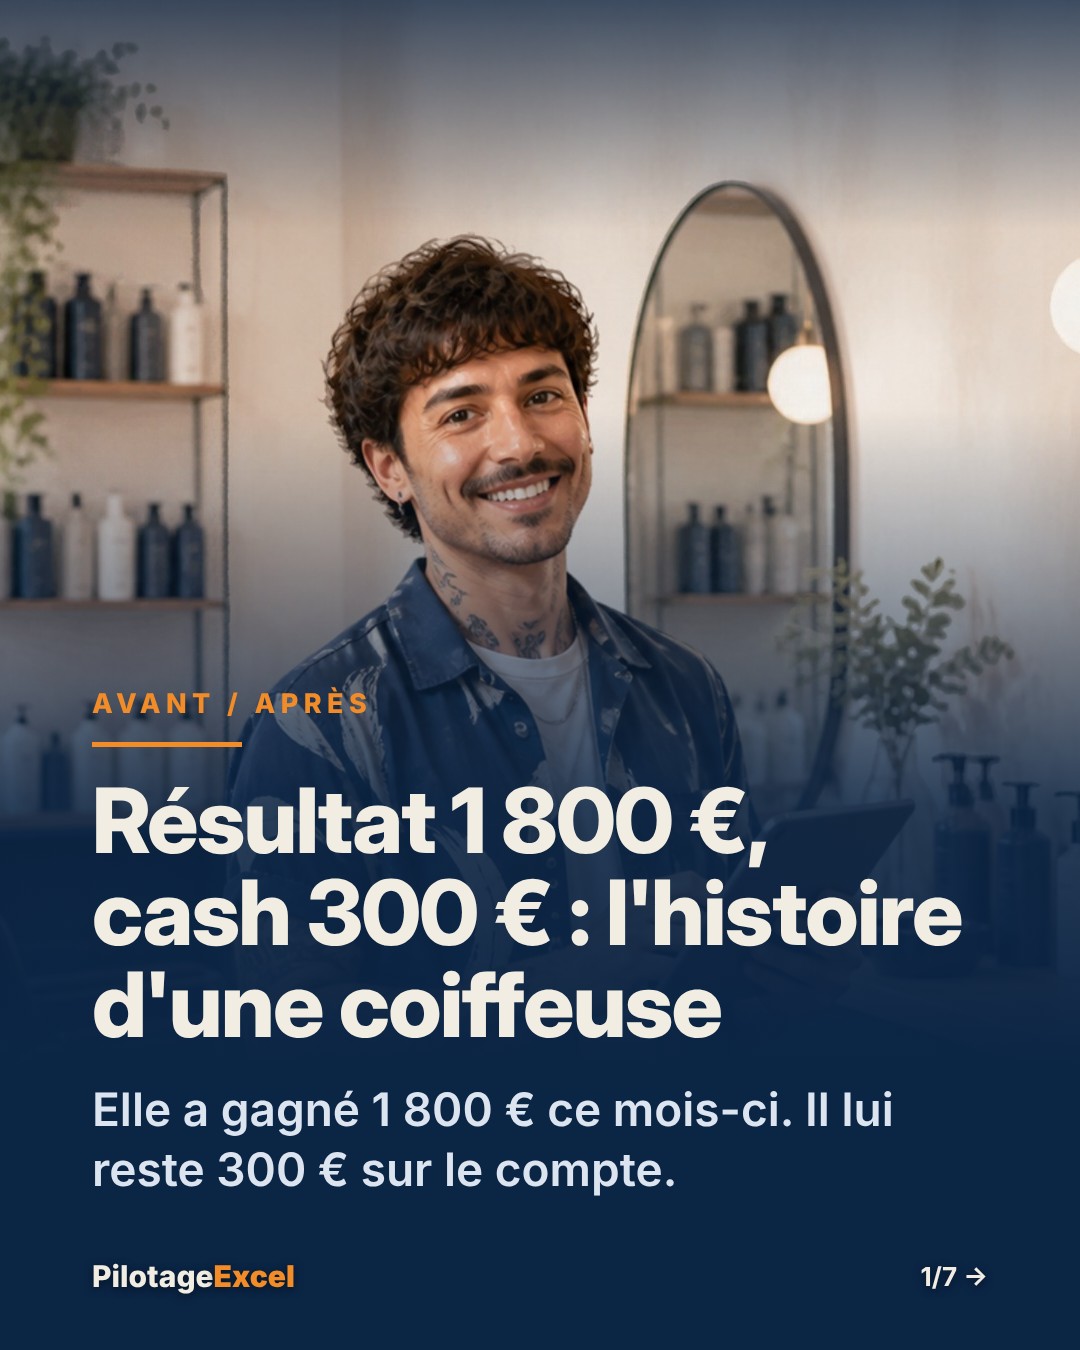 AVANT / APRÈS
Résultat 1 800 €,
cash 300 € : l'histoire
d'une coiffeuse
Elle a gagné 1 800 € ce mois-ci. Il lui
reste 300 € sur le compte.
PilotageExcel
1/7 →